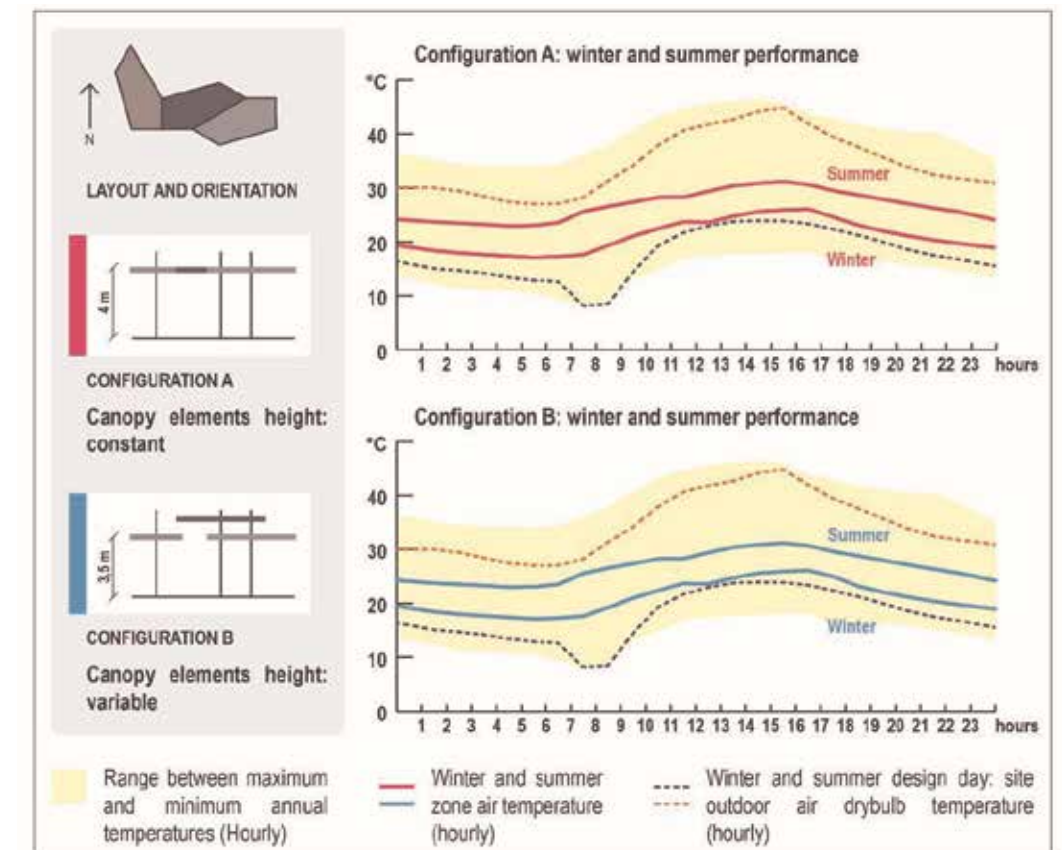 N
LAYOUT AND ORIENTATION
4 m
CONFIGURATION A
Canopy elements height:
constant
3,5 m
CONFIGURATION B
Canopy elements height:
variable
Configuration A: winter and summer performance
°C
40
30
20
10
0
Summer
Winter
1 2 3 4 5 6 7 8 9 10 11 12 13 14 15 16 17 18 19 20 21 22 23 hours
Configuration B: winter and summer performance
°C
40
30
20
10
0
Summer
Winter
1 2 3 4 5 6 7 8 9 10 11 12 13 14 15 16 17 18 19 20 21 22 23 hours
Range between maximum
and minimum annual
temperatures (Hourly)
Winter and summer
zone air temperature
(hourly)
Winter and summer design day: site
outdoor air drybulb temperature
(hourly)